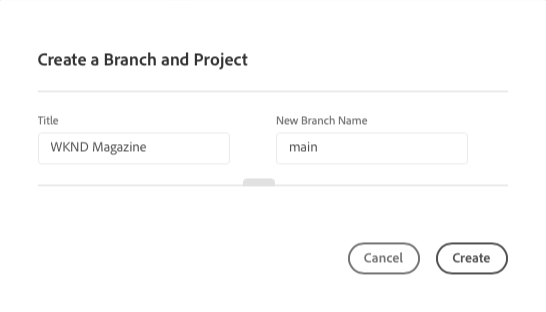 Create a Branch and Project
Title
New Branch Name
WKND Magazine
main
Cancel
Create